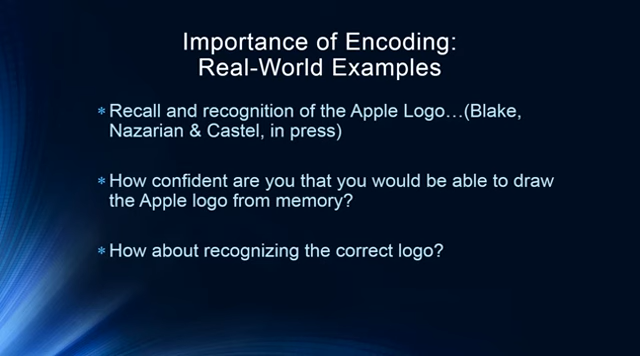 Importance of Encoding:
Real-World Examples
* Recall and recognition of the Apple Logo…(Blake,
Nazarian & Castel, in press)
* How confident are you that you would be able to draw
the Apple logo from memory?
* How about recognizing the correct logo?